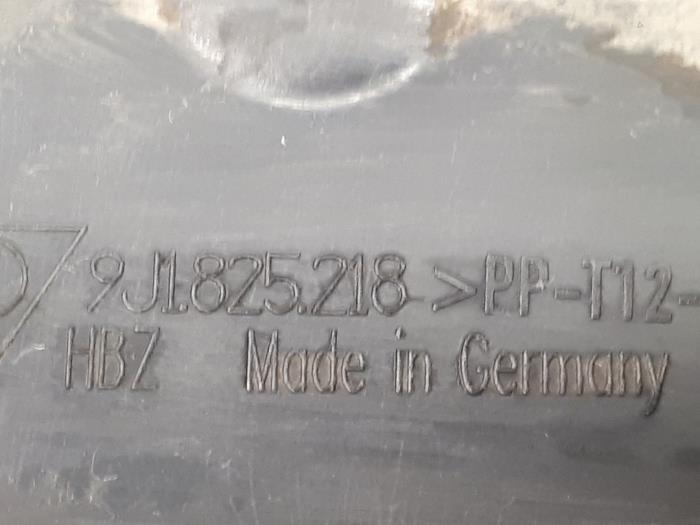 9J1.825.218 >PP-T12-
HBZ Made in Germany